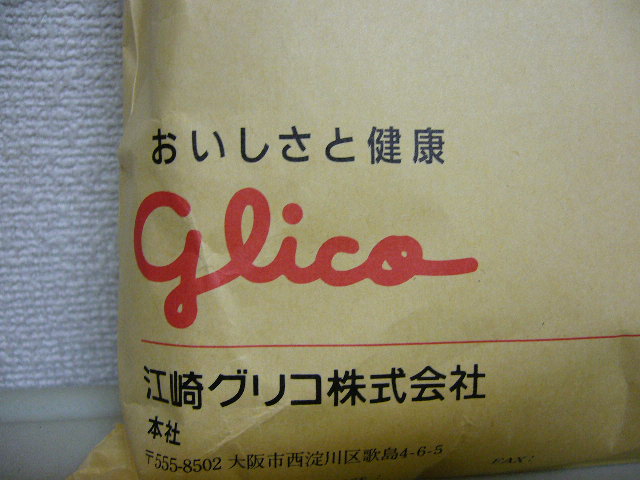 おいしさと健康
Glico
江崎グリコ株式会社
本社
〒555-8502 大阪市西淀川区歌島4-6-5
FAX: